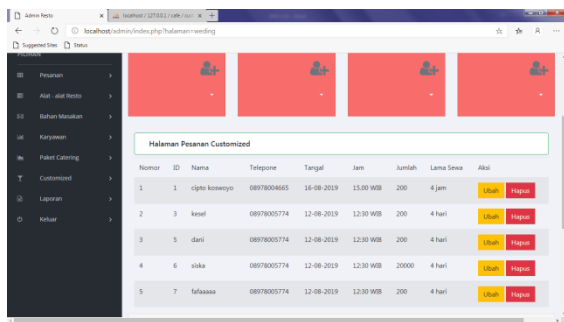 Admin Resto
localhost / 127.0.0.1 / cafe /
localhost/admin/index.php?halaman=weding
Suggested Sites
Status
Pesanan
Alat - alat Resto
Bahan Masakan
Karyawan
Paket Catering
Customized
Laporan
Keluar
Halaman Pesanan Customized
Nomor ID Nama Telepone Tangal Jam Jumlah Lama Sewa Aksi
1 1 cipto koswoyo 08978004665 16-08-2019 15.00 WIB 200 4 jam Ubah Hapus
2 3 kesel 08978005774 12-08-2019 12:30 WIB 200 4 hari Ubah Hapus
3 5 dani 08978005774 12-08-2019 12:30 WIB 200 4 hari Ubah Hapus
4 6 siska 08978005774 12-08-2019 12:30 WIB 20000 4 hari Ubah Hapus
5 7 fafaaaaa 08978005774 12-08-2019 12:30 WIB 200 4 hari Ubah Hapus